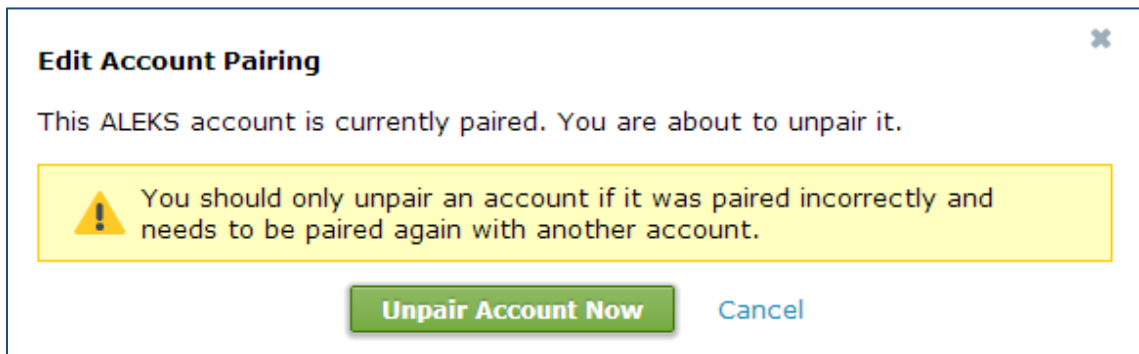 Edit Account Pairing
This ALEKS account is currently paired. You are about to unpair it.
You should only unpair an account if it was paired incorrectly and
needs to be paired again with another account.
Unpair Account Now
Cancel